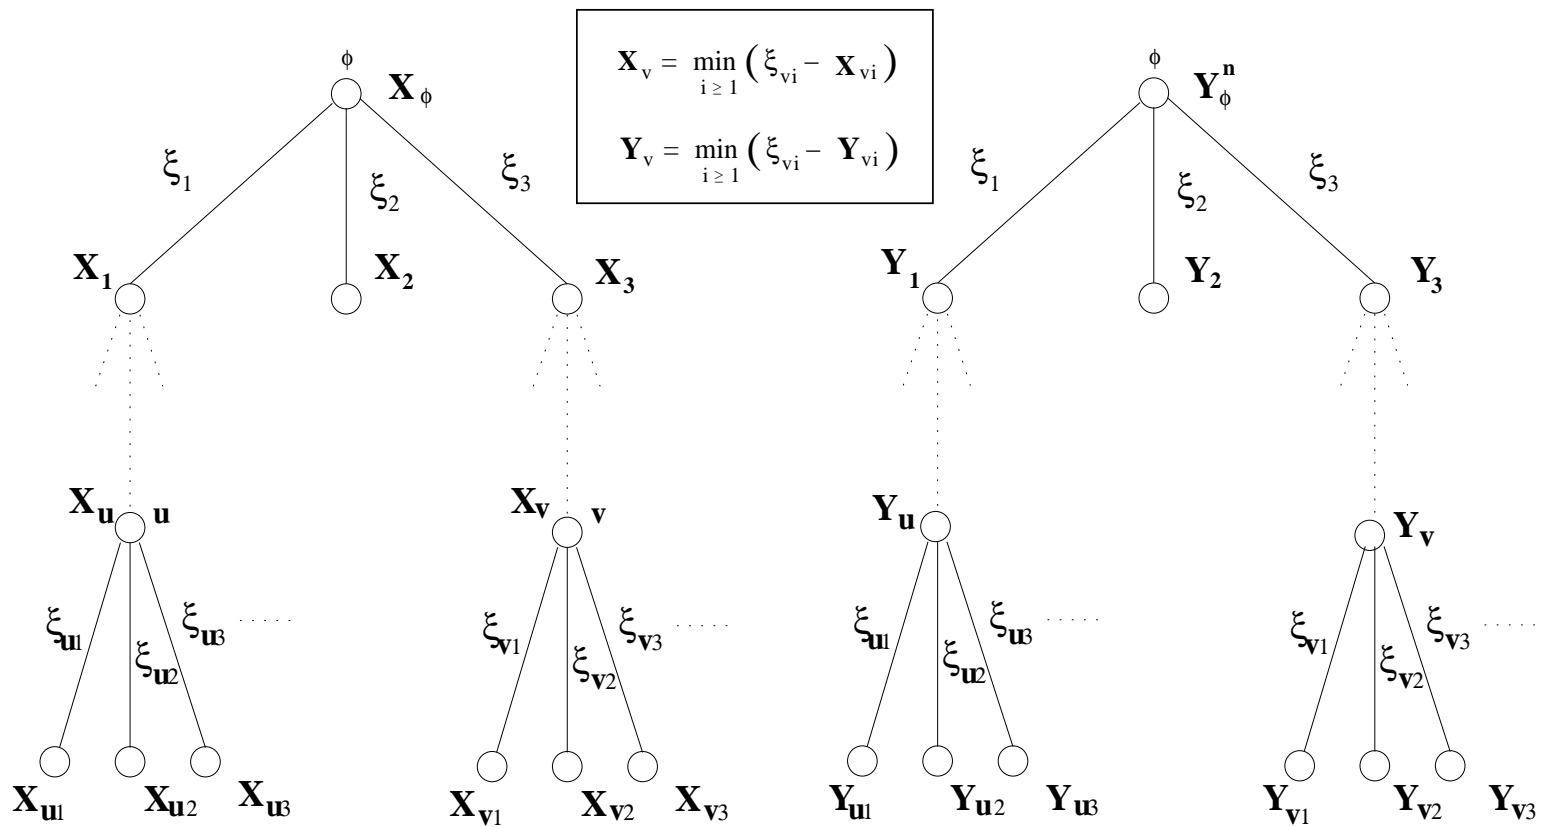 ϕ
X_ϕ
ξ_1
ξ_2
ξ_3
X_1
X_2
X_3
X_u u
X_v v
ξ_u1
ξ_u2
ξ_u3 .....
ξ_v1
ξ_v2
ξ_v3 .....
X_u1
X_u2
X_u3
X_v1
X_v2
X_v3
X_v = min_{i ≥ 1} ( ξ_vi − X_vi )
Y_v = min_{i ≥ 1} ( ξ_vi − Y_vi )
ϕ
Y_ϕ^n
ξ_1
ξ_2
ξ_3
Y_1
Y_2
Y_3
Y_u
Y_v
ξ_u1
ξ_u2
ξ_u3 .....
ξ_v1
ξ_v2
ξ_v3 .....
Y_u1
Y_u2
Y_u3
Y_v1
Y_v2
Y_v3